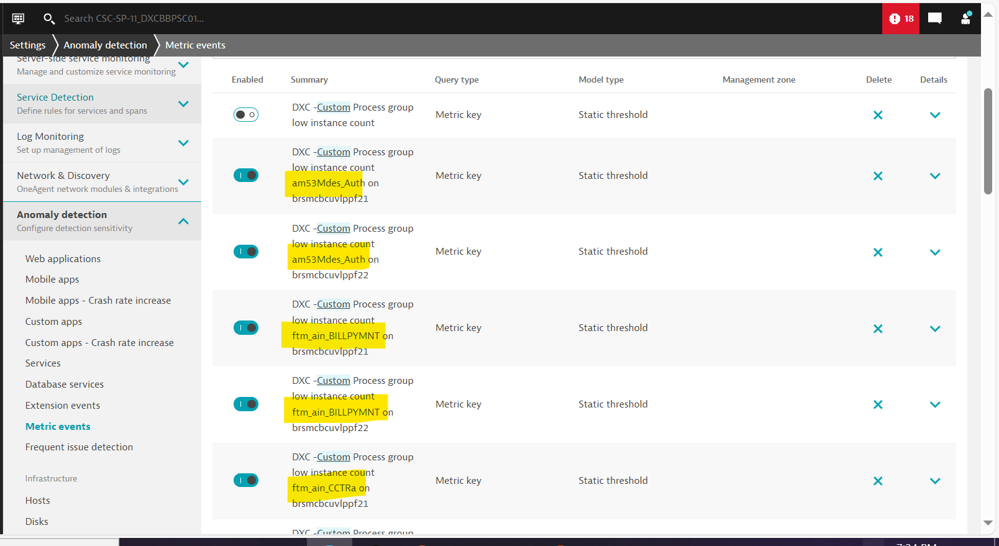 Search CSC-SP-11_DXCBBPSC01...
18
Settings
Anomaly detection
Metric events
Server-side service monitoring
Manage and customize service monitoring
Service Detection
Define rules for services and spans
Log Monitoring
Set up management of logs
Network & Discovery
OneAgent network modules & integrations
Anomaly detection
Configure detection sensitivity
Web applications
Mobile apps
Mobile apps - Crash rate increase
Custom apps
Custom apps - Crash rate increase
Services
Database services
Extension events
Metric events
Frequent issue detection
Infrastructure
Hosts
Disks
Enabled Summary Query type Model type Management zone Delete Details
DXC -Custom Process group
low instance count
Metric key
Static threshold
DXC -Custom Process group
low instance count
am53Mdes_Auth on
brsmcbcuvlppf21
Metric key
Static threshold
DXC -Custom Process group
low instance count
am53Mdes_Auth on
brsmcbcuvlppf22
Metric key
Static threshold
DXC -Custom Process group
low instance count
ftm_ain_BILLPYMNT on
brsmcbcuvlppf21
Metric key
Static threshold
DXC -Custom Process group
low instance count
ftm_ain_BILLPYMNT on
brsmcbcuvlppf22
Metric key
Static threshold
DXC -Custom Process group
low instance count
ftm_ain_CCTRa on
brsmcbcuvlppf21
Metric key
Static threshold
DXC -Custom Process group
7:34 PM